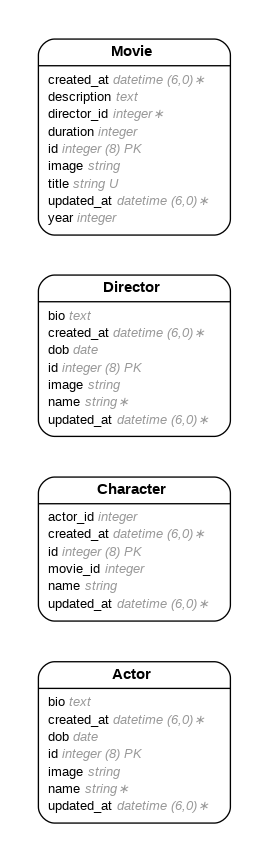 Movie
created_at datetime (6,0)∗
description text
director_id integer∗
duration integer
id integer (8) PK
image string
title string U
updated_at datetime (6,0)∗
year integer
Director
bio text
created_at datetime (6,0)∗
dob date
id integer (8) PK
image string
name string∗
updated_at datetime (6,0)∗
Character
actor_id integer
created_at datetime (6,0)∗
id integer (8) PK
movie_id integer
name string
updated_at datetime (6,0)∗
Actor
bio text
created_at datetime (6,0)∗
dob date
id integer (8) PK
image string
name string∗
updated_at datetime (6,0)∗